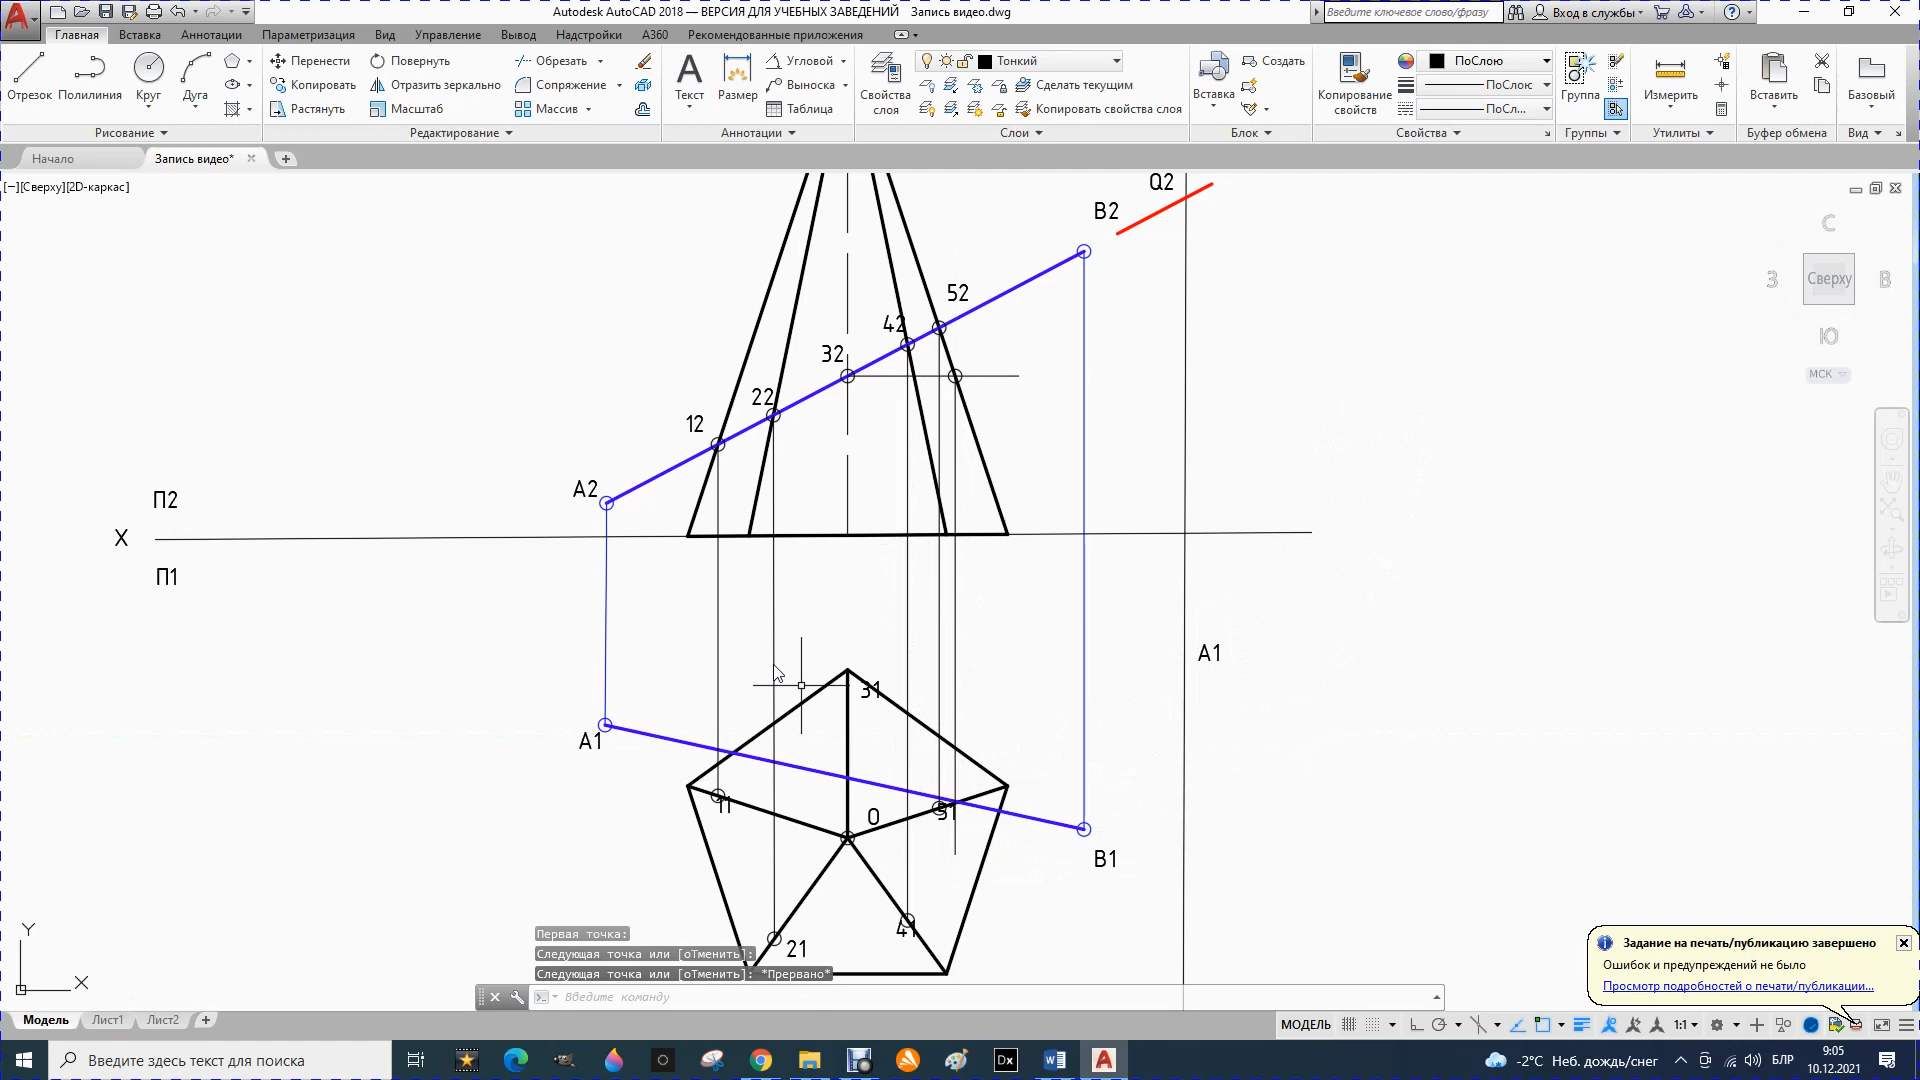 Autodesk AutoCAD 2018 — ВЕРСИЯ ДЛЯ УЧЕБНЫХ ЗАВЕДЕНИЙ Запись видео.dwg
Введите ключевое слово/фразу
Вход в службы
Главная Вставка Аннотации Параметризация Вид Управление Вывод Надстройки A360 Рекомендованные приложения
Отрезок Полилиния Круг Дуга
Перенести Повернуть Обрезать
Копировать Отразить зеркально Сопряжение
Растянуть Масштаб Массив
Текст Размер
Угловой
Выноска
Таблица
Свойства слоя
Тонкий
Сделать текущим
Копировать свойства слоя
Вставка
Создать
Копирование свойств
ПоСлою
ПоСлою
ПоСл...
Группа
Измерить
Вставить
Базовый
Рисование Редактирование Аннотации Слои Блок Свойства Группы Утилиты Буфер обмена Вид
Начало Запись видео*
[−][Сверху][2D-каркас]
Q2
B2
52
42
32
22
12
A2
П2
X
П1
A1
31
A1
11
O
51
B1
41
21
С
З Сверху В
Ю
МСК
Y
X
Первая точка:
Следующая точка или [оТменить]:
Следующая точка или [оТменить]: *Прервано*
Введите команду
Задание на печать/публикацию завершено
Ошибок и предупреждений не было
Просмотр подробностей о печати/публикации...
Модель Лист1 Лист2
МОДЕЛЬ 1:1
Введите здесь текст для поиска
Dx
-2°C Неб. дождь/снег
БЛР
9:05
10.12.2021